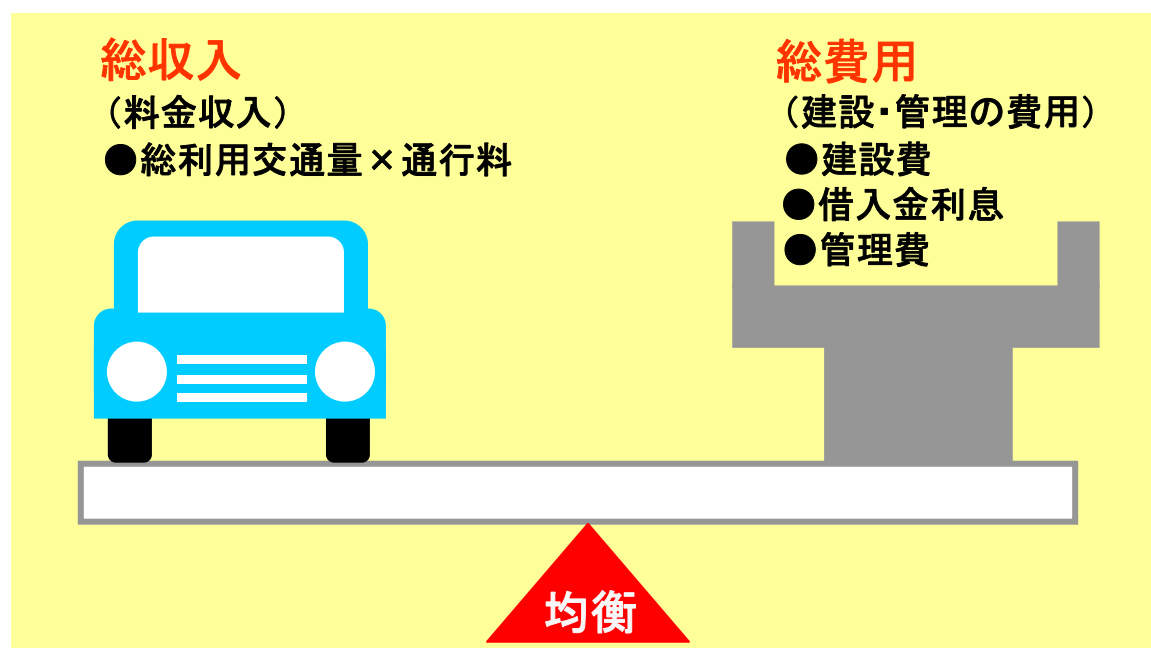 総収入
（料金収入）
●総利用交通量×通行料
総費用
（建設・管理の費用）
●建設費
●借入金利息
●管理費
均衡